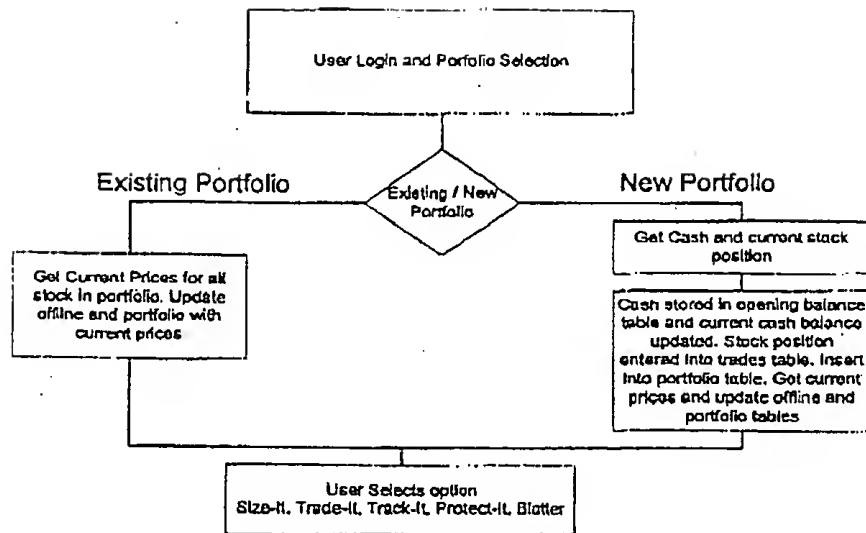 User Login and Porfolio Selection
Existing Portfolio
Existing / New
Portfolio
New Portfolio
Get Current Prices for all
stock in portfolio. Update
offline and portfolio with
current prices
Get Cash and current stock
position
Cash stored in opening balance
table and current cash balance
updated. Stock position
entered into trades table. Insert
into portfolio table. Get current
prices and update offline and
portfolio tables
User Selects option
Size-it, Trade-it, Track-it, Protect-it, Blotter